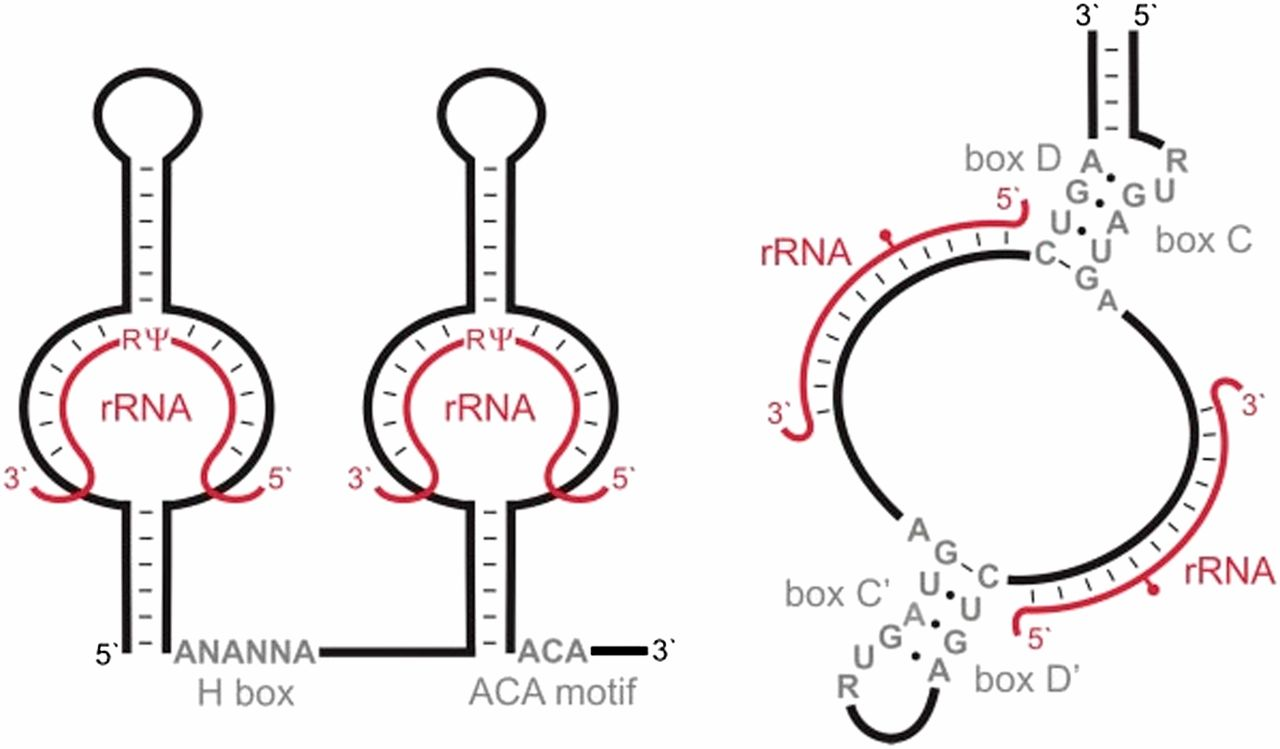 RΨ
rRNA
3`
5`
RΨ
rRNA
3`
5`
5`
ANANNA
H box
ACA
3`
ACA motif
3`
5`
box D
A
G
U
C
R
U
G
A
U
G
A
box C
5`
rRNA
3`
3`
rRNA
5`
A
G
U
A
G
U
R
box C'
C
U
G
A
box D'